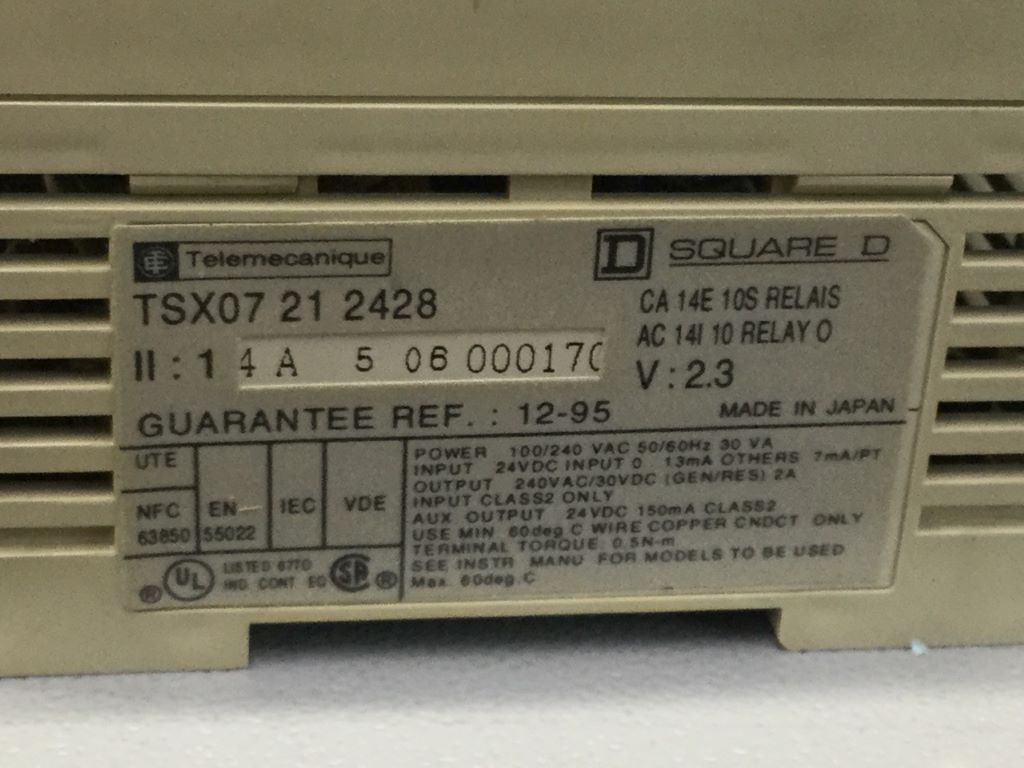 TE Telemecanique
D SQUARE D
TSX07 21 2428
CA 14E 10S RELAIS
AC 14I 10 RELAY O
II : 1 4 A 5 06 000170
V : 2.3
GUARANTEE REF. : 12-95
MADE IN JAPAN
UTE
NFC 63850
EN 55022
IEC
VDE
POWER 100/240 VAC 50/60Hz 30 VA
INPUT 24VDC INPUT 0 13mA OTHERS 7mA/PT
OUTPUT 240VAC/30VDC (GEN/RES) 2A
INPUT CLASS2 ONLY
AUX OUTPUT 24VDC 150mA CLASS2
USE MIN 60deg C WIRE COPPER CNDCT ONLY
TERMINAL TORQUE: 0.5N-m
SEE INSTR MANU FOR MODELS TO BE USED
Max. 60deg.C
® UL LISTED 677D
IND CONT EQ SA ®